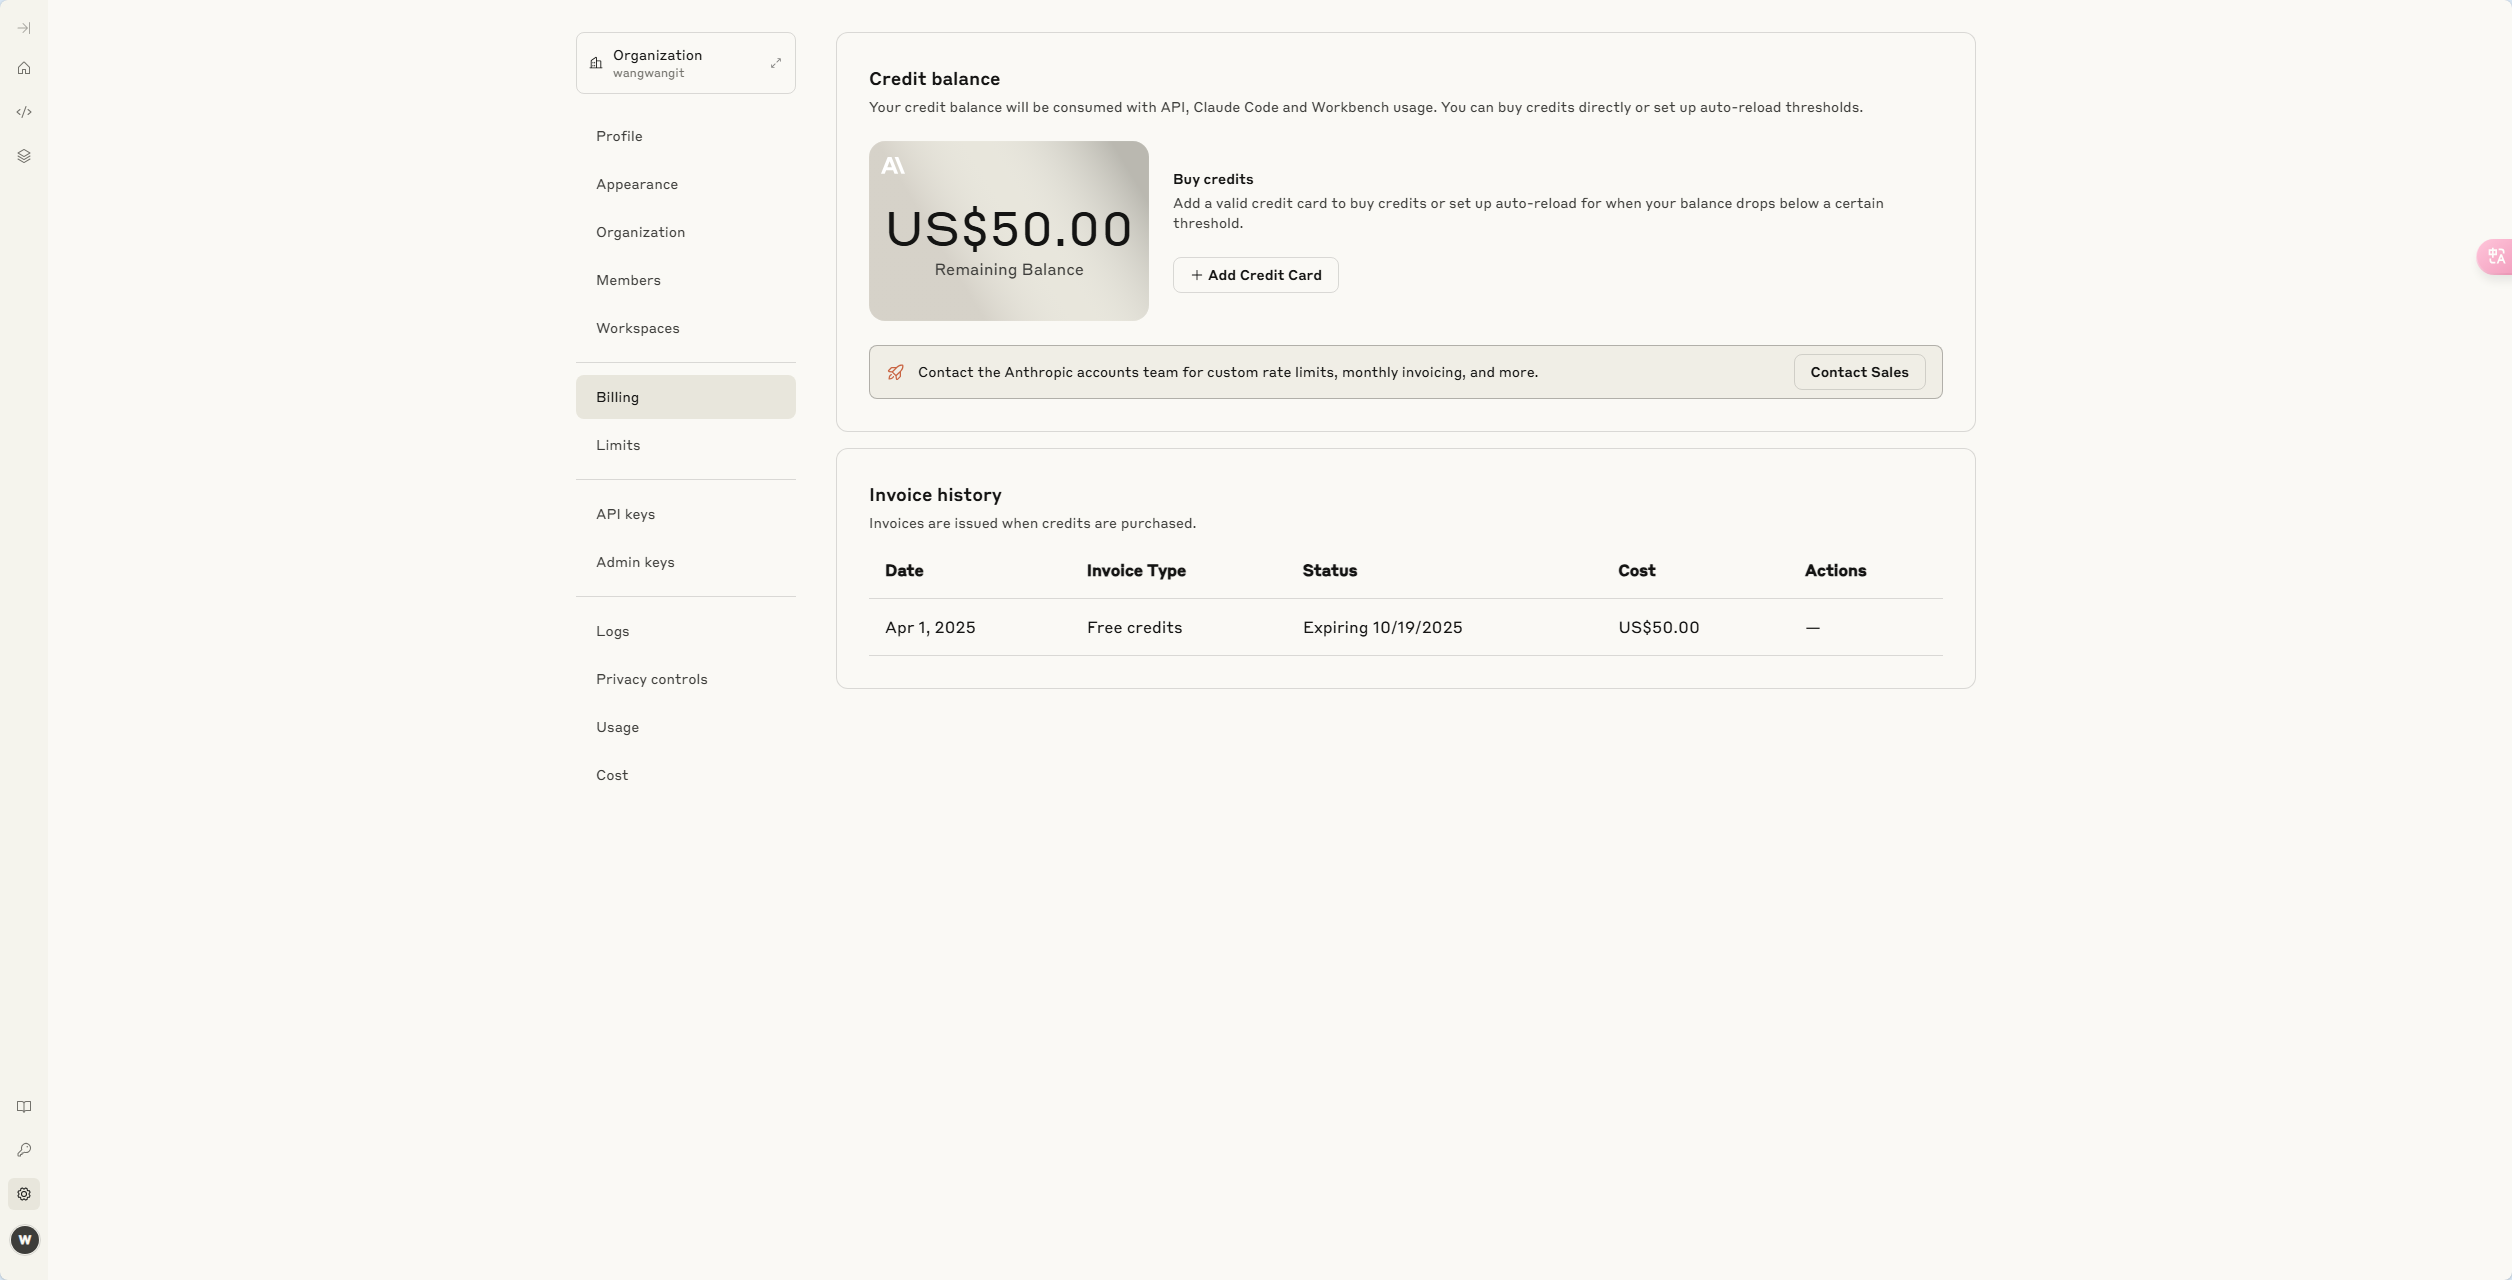 Organization
wangwangit
Profile
Appearance
Organization
Members
Workspaces
Billing
Limits
API keys
Admin keys
Logs
Privacy controls
Usage
Cost
W
Credit balance
Your credit balance will be consumed with API, Claude Code and Workbench usage. You can buy credits directly or set up auto-reload thresholds.
A\
US$50.00
Remaining Balance
Buy credits
Add a valid credit card to buy credits or set up auto-reload for when your balance drops below a certain
threshold.
+ Add Credit Card
Contact the Anthropic accounts team for custom rate limits, monthly invoicing, and more.
Contact Sales
Invoice history
Invoices are issued when credits are purchased.
Date Invoice Type Status Cost Actions
Apr 1, 2025 Free credits Expiring 10/19/2025 US$50.00 —
中A